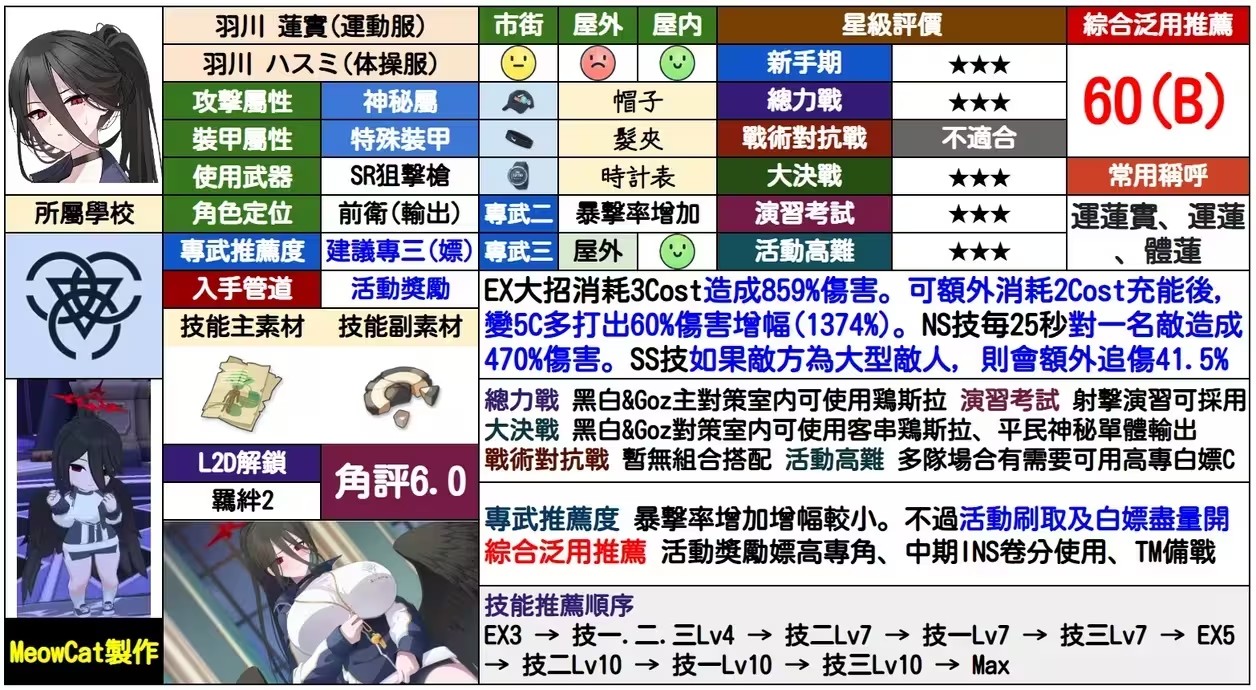 羽川 蓮實(運動服)
羽川 ハスミ(体操服)
攻擊屬性 神秘屬
裝甲屬性 特殊裝甲
使用武器 SR狙擊槍
所屬學校
角色定位 前衛(輸出)
專武推薦度 建議專三(嫖)
入手管道 活動獎勵
技能主素材 技能副素材
L2D解鎖
羈絆2
角評6.0
MeowCat製作
市街 屋外 屋內
帽子
髮夾
時計表
專武二 暴擊率增加
專武三 屋外
星級評價
新手期 ★★★
總力戰 ★★★
戰術對抗戰 不適合
大決戰 ★★★
演習考試 ★★★
活動高難 ★★★
綜合泛用推薦
60(B)
常用稱呼
運蓮實、運蓮
、體蓮
EX大招消耗3Cost造成859%傷害。可額外消耗2Cost充能後,
變5C多打出60%傷害增幅(1374%)。NS技每25秒對一名敵造成
470%傷害。SS技如果敵方為大型敵人, 則會額外追傷41.5%
總力戰 黑白&Goz主對策室内可使用鶏斯拉 演習考試 射擊演習可採用
大決戰 黑白&Goz對策室内可使用客串鶏斯拉、平民神秘單體輸出
戰術對抗戰 暫無組合搭配 活動高難 多隊場合有需要可用高專白嫖C
專武推薦度 暴擊率增加增幅較小。不過活動刷取及白嫖盡量開
綜合泛用推薦 活動獎勵嫖高專角、中期INS卷分使用、TM備戰
技能推薦順序
EX3 → 技一.二.三Lv4 → 技二Lv7 → 技一Lv7 → 技三Lv7 → EX5
→ 技二Lv10 → 技一Lv10 → 技三Lv10 → Max